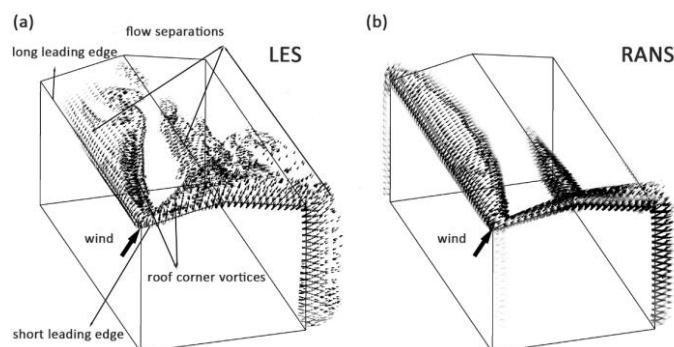 (a)
flow separations
long leading edge
LES
wind
roof corner vortices
short leading edge
(b)
RANS
wind